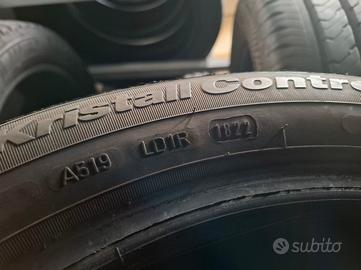 Kristall Contro
A519 LD1R 1822
subito